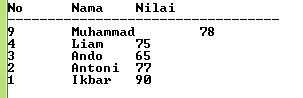 No Nama Nilai
--------------------------------------------------
9 Muhammad 78
4 Liam 75
3 Ando 65
2 Antoni 77
1 Ikbar 90